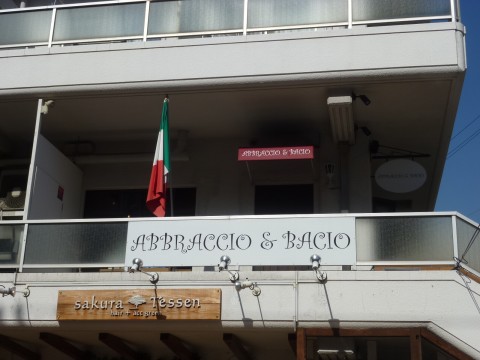 ABBRACCIO & BACIO
ABBRACCIO & BACIO
sakura + Tessen